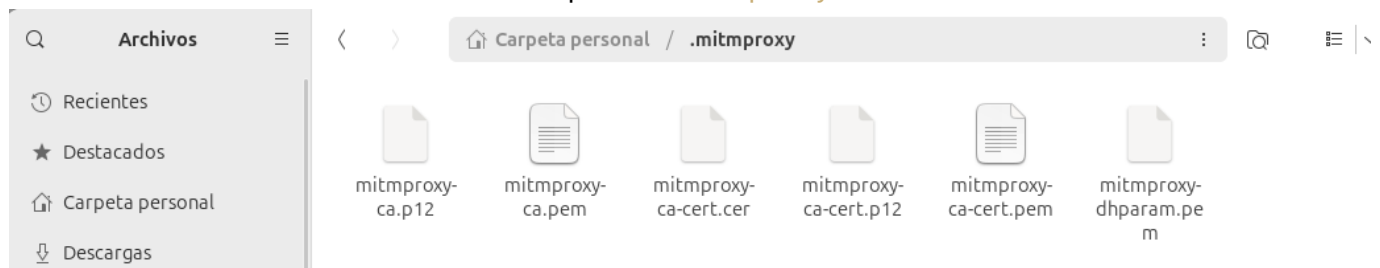 Archivos
Carpeta personal / .mitmproxy
Recientes
Destacados
Carpeta personal
Descargas
mitmproxy-
ca.p12
mitmproxy-
ca.pem
mitmproxy-
ca-cert.cer
mitmproxy-
ca-cert.p12
mitmproxy-
ca-cert.pem
mitmproxy-
dhparam.pe
m